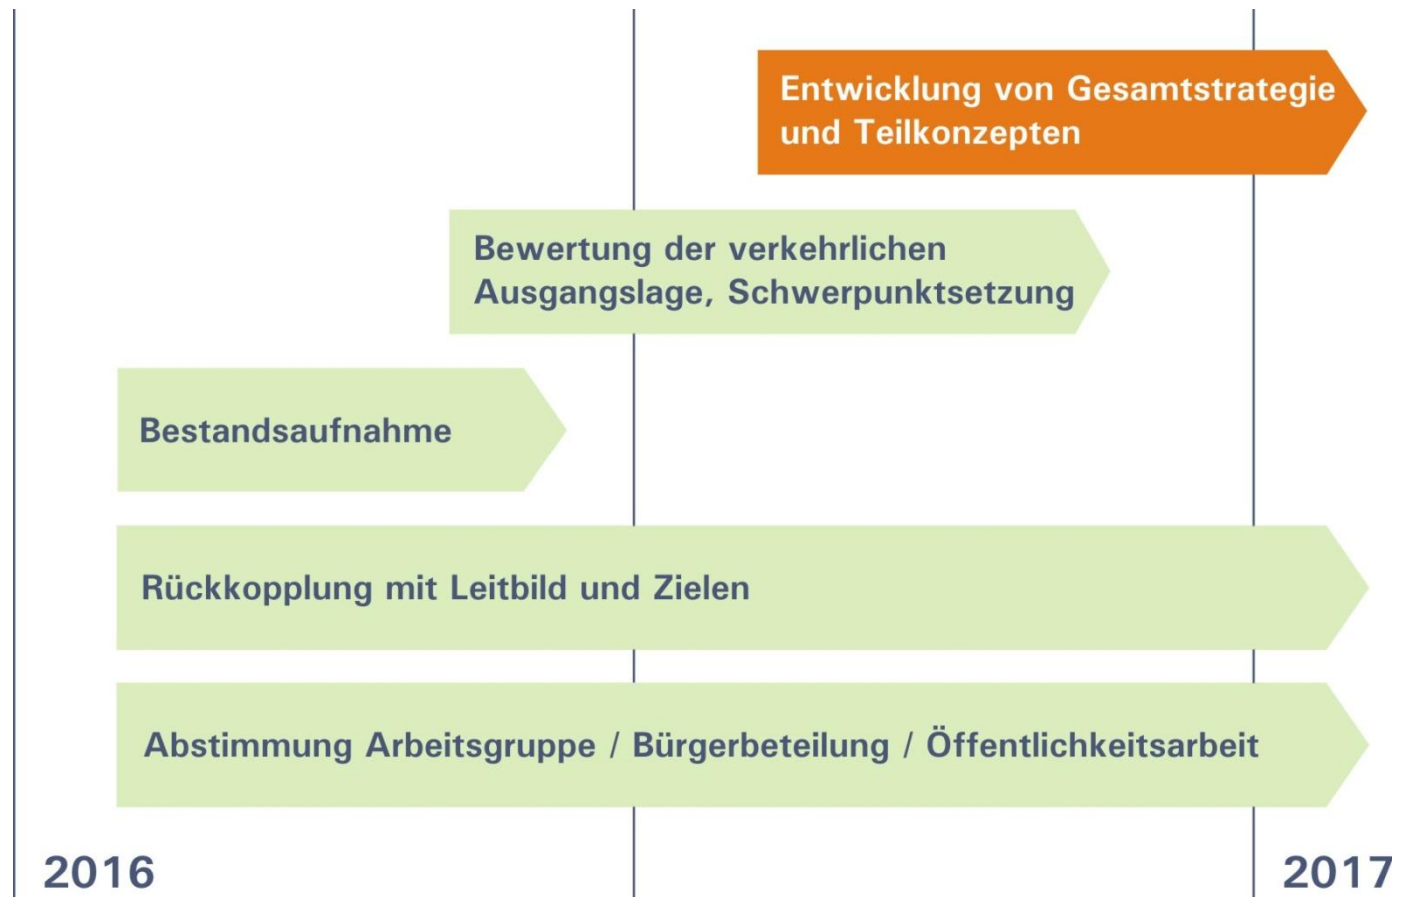 Entwicklung von Gesamtstrategie
und Teilkonzepten
Bewertung der verkehrlichen
Ausgangslage, Schwerpunktsetzung
Bestandsaufnahme
Rückkopplung mit Leitbild und Zielen
Abstimmung Arbeitsgruppe / Bürgerbeteilung / Öffentlichkeitsarbeit
2016
2017